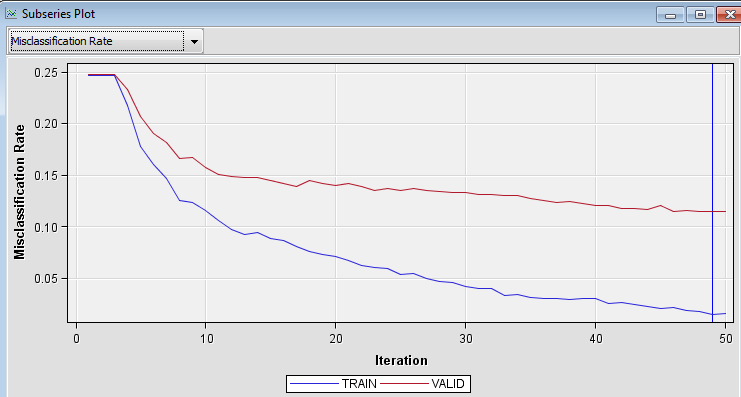 Subseries Plot
Misclassification Rate
Misclassification Rate
0.25
0.20
0.15
0.10
0.05
0 10 20 30 40 50
Iteration
TRAIN VALID